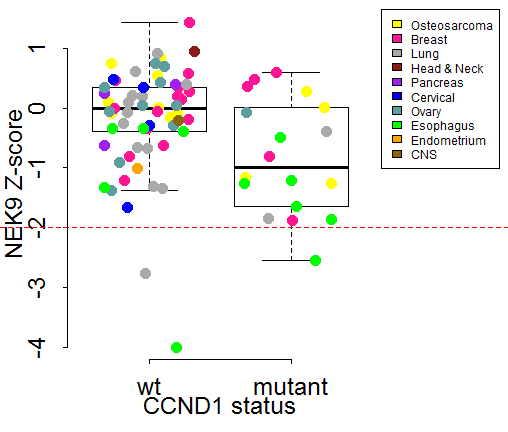 Osteosarcoma
Breast
Lung
Head & Neck
Pancreas
Cervical
Ovary
Esophagus
Endometrium
CNS
NEK9 Z-score
1
0
-1
-2
-3
-4
wt mutant
CCND1 status